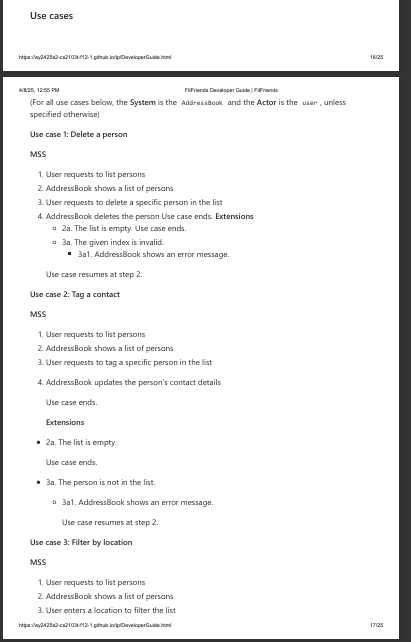 Use cases
https://ay2425s2-cs2103t-f12-1.github.io/tp/DeveloperGuide.html
16/25
4/8/25, 12:55 PM
FitFriends Developer Guide | FitFriends
(For all use cases below, the System is the AddressBook and the Actor is the user , unless
specified otherwise)
Use case 1: Delete a person
MSS
1. User requests to list persons
2. AddressBook shows a list of persons
3. User requests to delete a specific person in the list
4. AddressBook deletes the person Use case ends. Extensions
2a. The list is empty. Use case ends.
3a. The given index is invalid.
3a1. AddressBook shows an error message.
Use case resumes at step 2.
Use case 2: Tag a contact
MSS
1. User requests to list persons
2. AddressBook shows a list of persons
3. User requests to tag a specific person in the list
4. AddressBook updates the person's contact details
Use case ends.
Extensions
2a. The list is empty.
Use case ends.
3a. The person is not in the list.
3a1. AddressBook shows an error message.
Use case resumes at step 2.
Use case 3: Filter by location
MSS
1. User requests to list persons
2. AddressBook shows a list of persons
3. User enters a location to filter the list
https://ay2425s2-cs2103t-f12-1.github.io/tp/DeveloperGuide.html
17/25